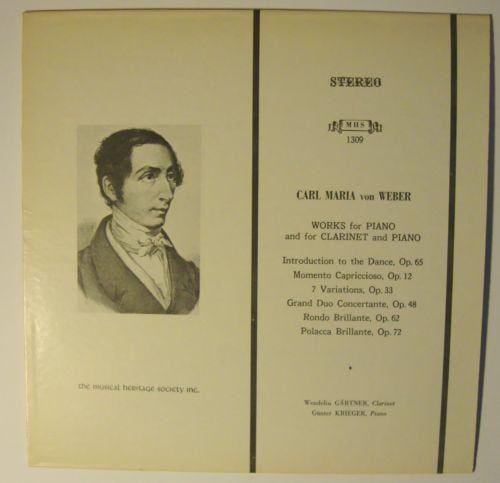 STEREO
MHS
1309
CARL MARIA von WEBER
WORKS for PIANO
and for CLARINET and PIANO
Introduction to the Dance, Op. 65
Momento Capriccioso, Op. 12
7 Variations, Op. 33
Grand Duo Concertante, Op. 48
Rondo Brillante, Op. 62
Polacca Brillante, Op. 72
the musical heritage society inc.
Wendelin GÄRTNER, Clarinet
Günter KRIEGER, Piano